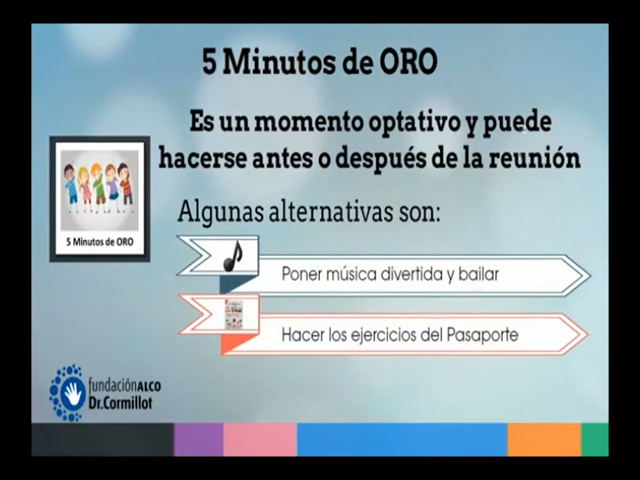 5 Minutos de ORO
Es un momento optativo y puede
hacerse antes o después de la reunión
5 Minutos de ORO
Algunas alternativas son:
Poner música divertida y bailar
Hacer los ejercicios del Pasaporte
fundaciónALCO
Dr.Cormillot